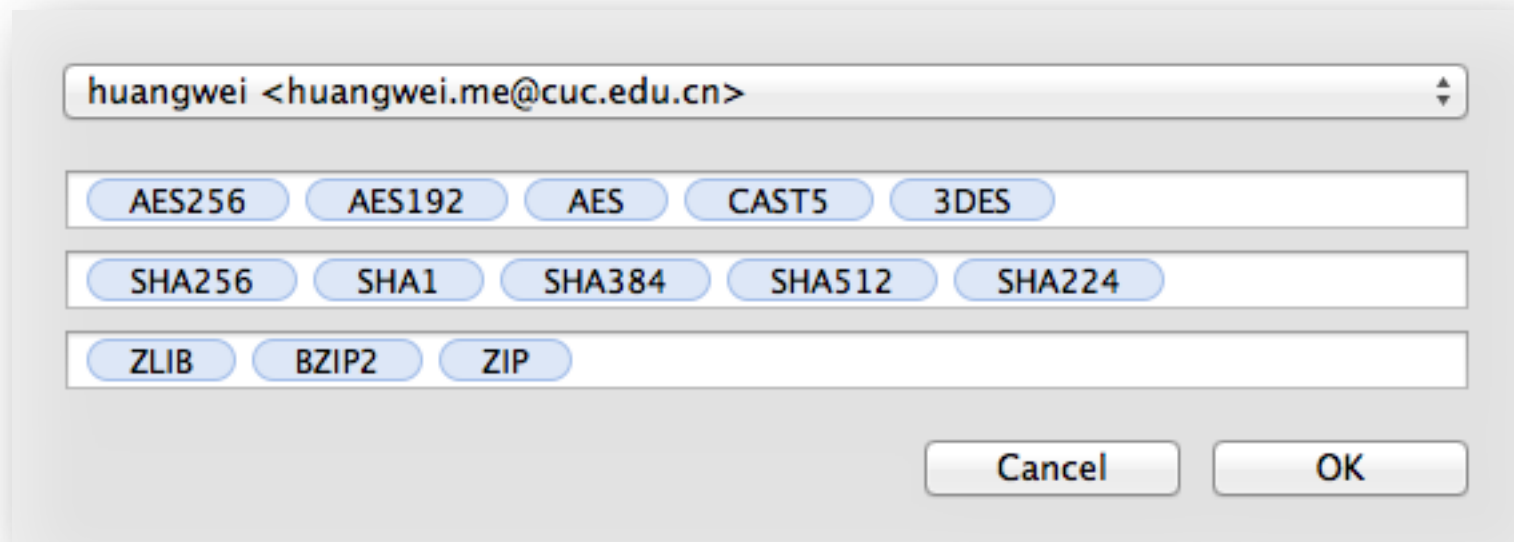 huangwei <huangwei.me@cuc.edu.cn>
AES256 AES192 AES CAST5 3DES
SHA256 SHA1 SHA384 SHA512 SHA224
ZLIB BZIP2 ZIP
Cancel OK